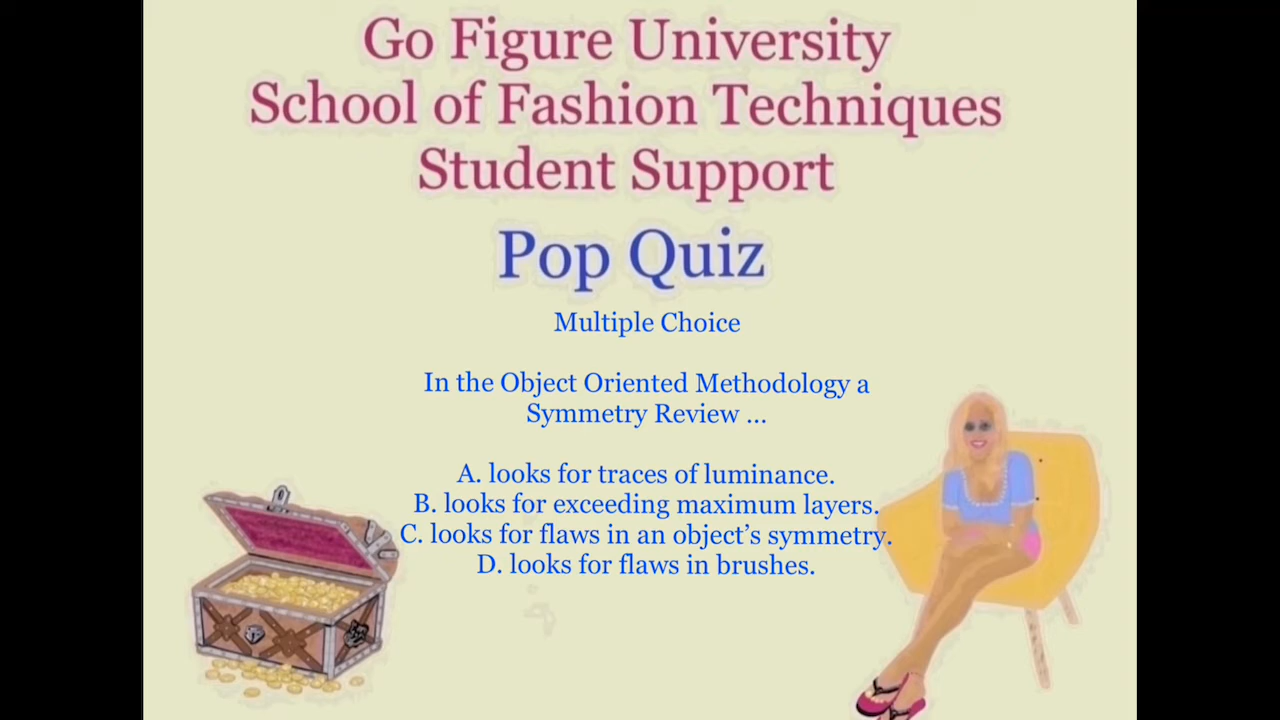 Go Figure University
School of Fashion Techniques
Student Support
Pop Quiz
Multiple Choice
In the Object Oriented Methodology a
Symmetry Review ...
A. looks for traces of luminance.
B. looks for exceeding maximum layers.
C. looks for flaws in an object’s symmetry.
D. looks for flaws in brushes.